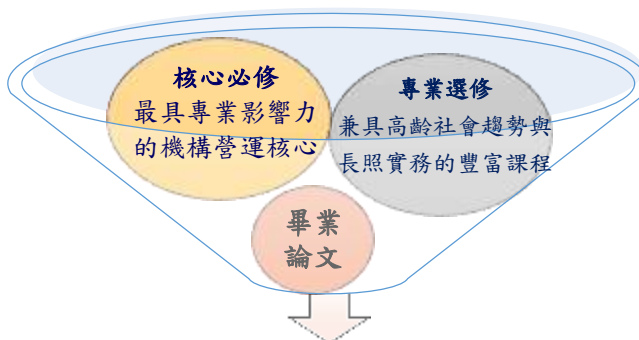 核心必修
最具專業影響力
的機構營運核心
專業選修
兼具高齡社會趨勢與
長照實務的豐富課程
畢業
論文